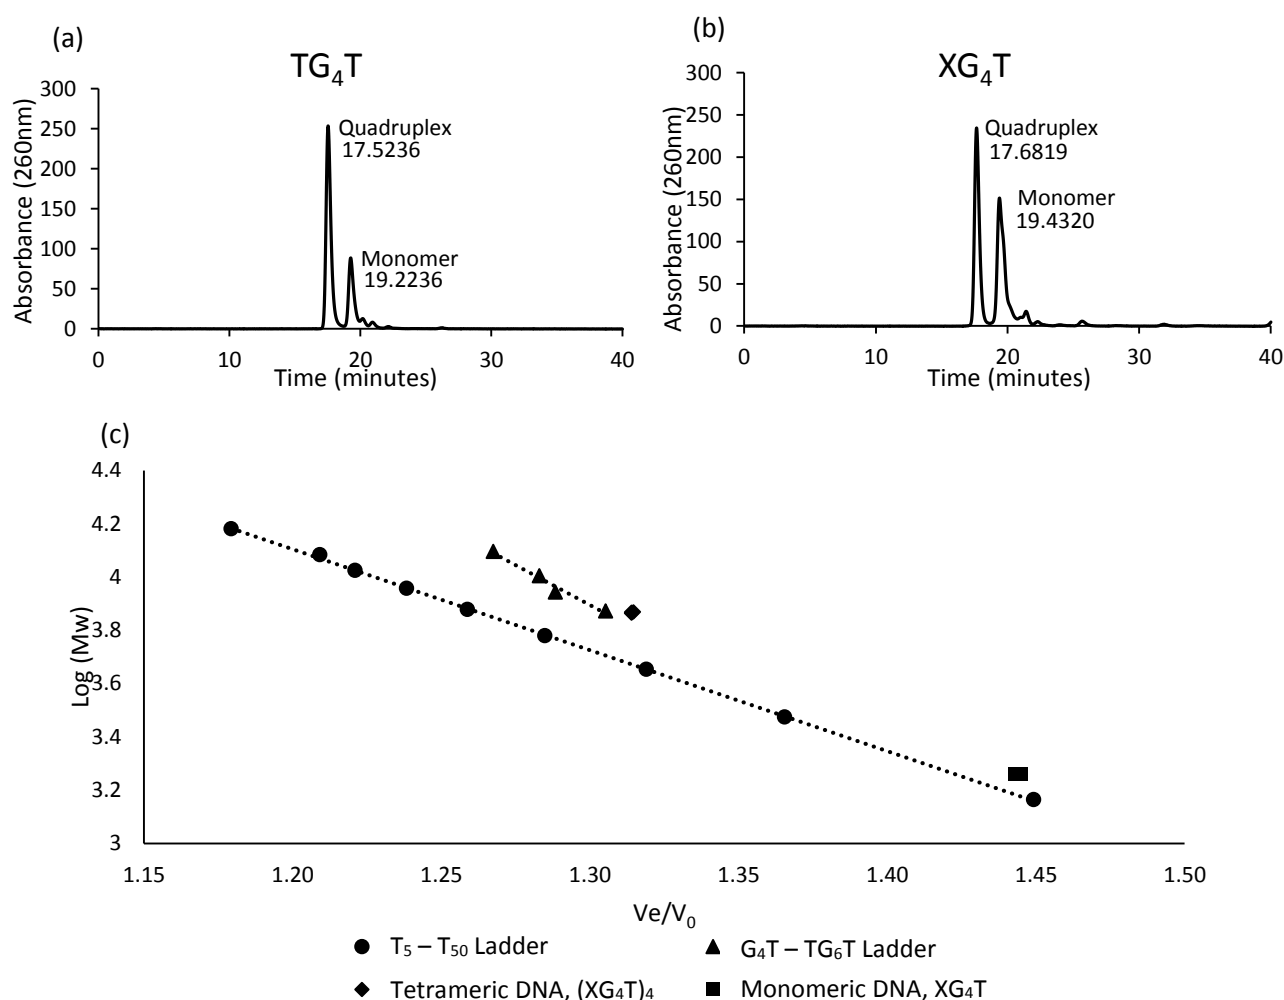 (a)
TG₄T
300
250
200
150
100
50
0
Absorbance (260nm)
Quadruplex
17.5236
Monomer
19.2236
0 10 20 30 40
Time (minutes)
(b)
XG₄T
300
250
200
150
100
50
0
Absorbance (260nm)
Quadruplex
17.6819
Monomer
19.4320
0 10 20 30 40
Time (minutes)
(c)
4.4
4.2
4
3.8
3.6
3.4
3.2
3
Log (Mw)
1.15 1.20 1.25 1.30 1.35 1.40 1.45 1.50
Ve/V₀
T₅ – T₅₀ Ladder
G₄T – TG₆T Ladder
Tetrameric DNA, (XG₄T)₄
Monomeric DNA, XG₄T